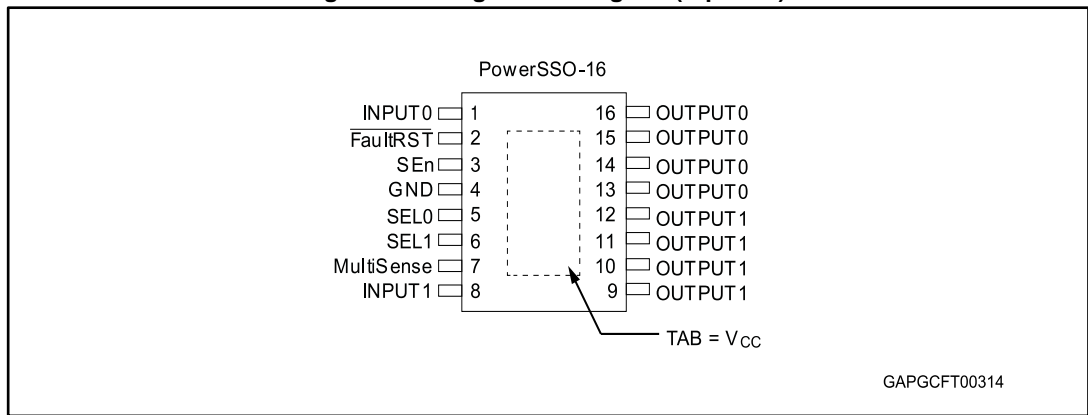 PowerSSO-16
INPUT0 1 16 OUTPUT0
FaultRST 2 15 OUTPUT0
SEn 3 14 OUTPUT0
GND 4 13 OUTPUT0
SEL0 5 12 OUTPUT1
SEL1 6 11 OUTPUT1
MultiSense 7 10 OUTPUT1
INPUT1 8 9 OUTPUT1
TAB = VCC
GAPGCFT00314